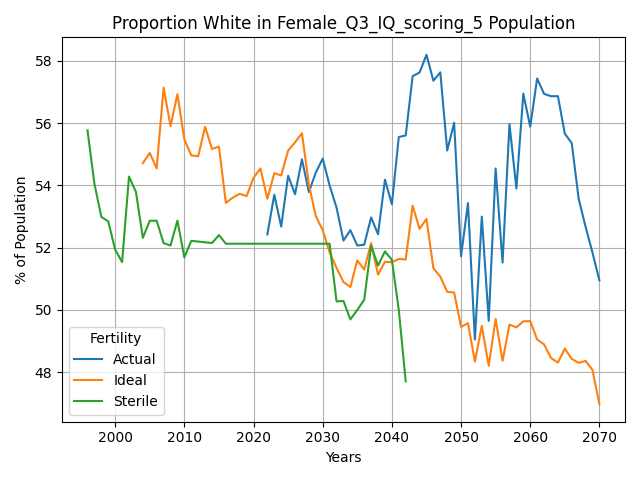 Proportion White in Female_Q3_IQ_scoring_5 Population
% of Population
58
56
54
52
50
48
Fertility
Actual
Ideal
Sterile
2000 2010 2020 2030 2040 2050 2060 2070
Years